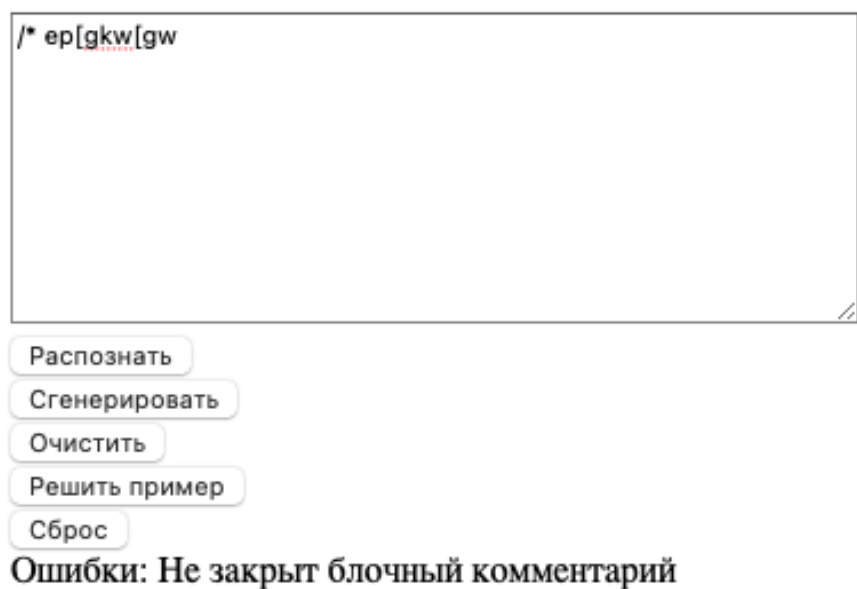 /* ep[gkw[gw
Распознать
Сгенерировать
Очистить
Решить пример
Сброс
Ошибки: Не закрыт блочный комментарий